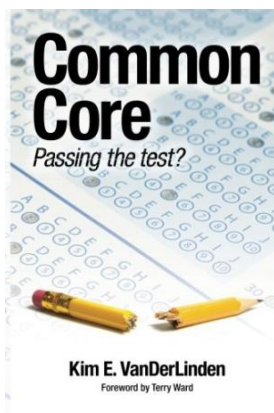 Common
Core
Passing the test?
Kim E. VanDerLinden
Foreword by Terry Ward